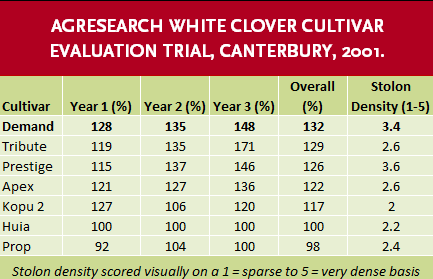 AGRESEARCH WHITE CLOVER CULTIVAR
EVALUATION TRIAL, CANTERBURY, 2001.
Cultivar Year 1 (%) Year 2 (%) Year 3 (%) Overall (%) Stolon Density (1-5)
Demand 128 135 148 132 3.4
Tribute 119 135 171 129 2.6
Prestige 115 137 146 126 3.6
Apex 121 127 136 122 2.6
Kopu 2 127 106 120 117 2
Huia 100 100 100 100 2.2
Prop 92 104 100 98 2.4
Stolon density scored visually on a 1 = sparse to 5 = very dense basis